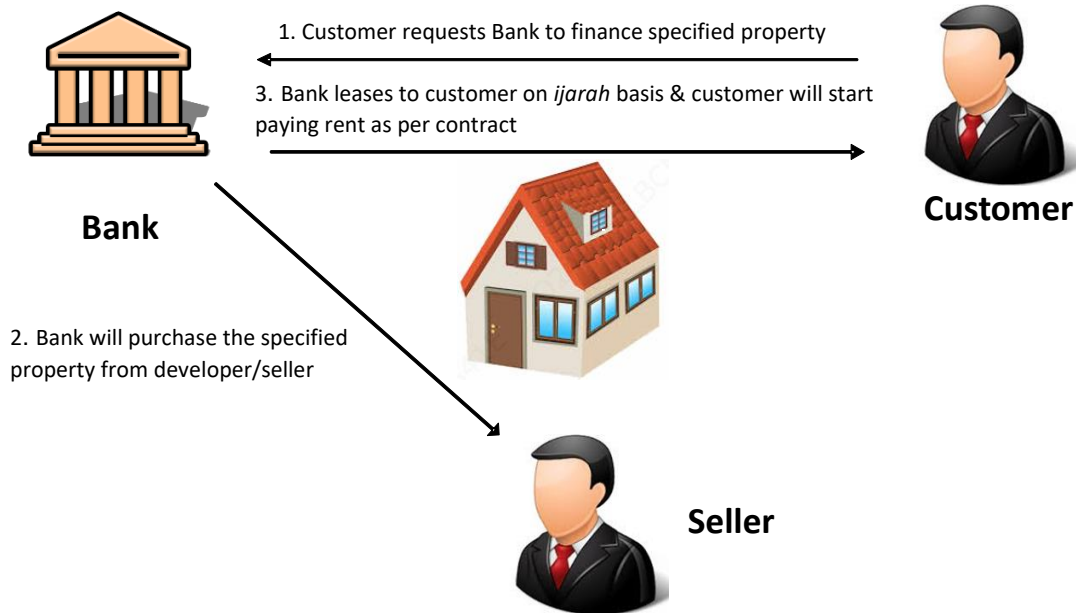 1. Customer requests Bank to finance specified property
3. Bank leases to customer on ijarah basis & customer will start
paying rent as per contract
Bank
Customer
2. Bank will purchase the specified
property from developer/seller
Seller